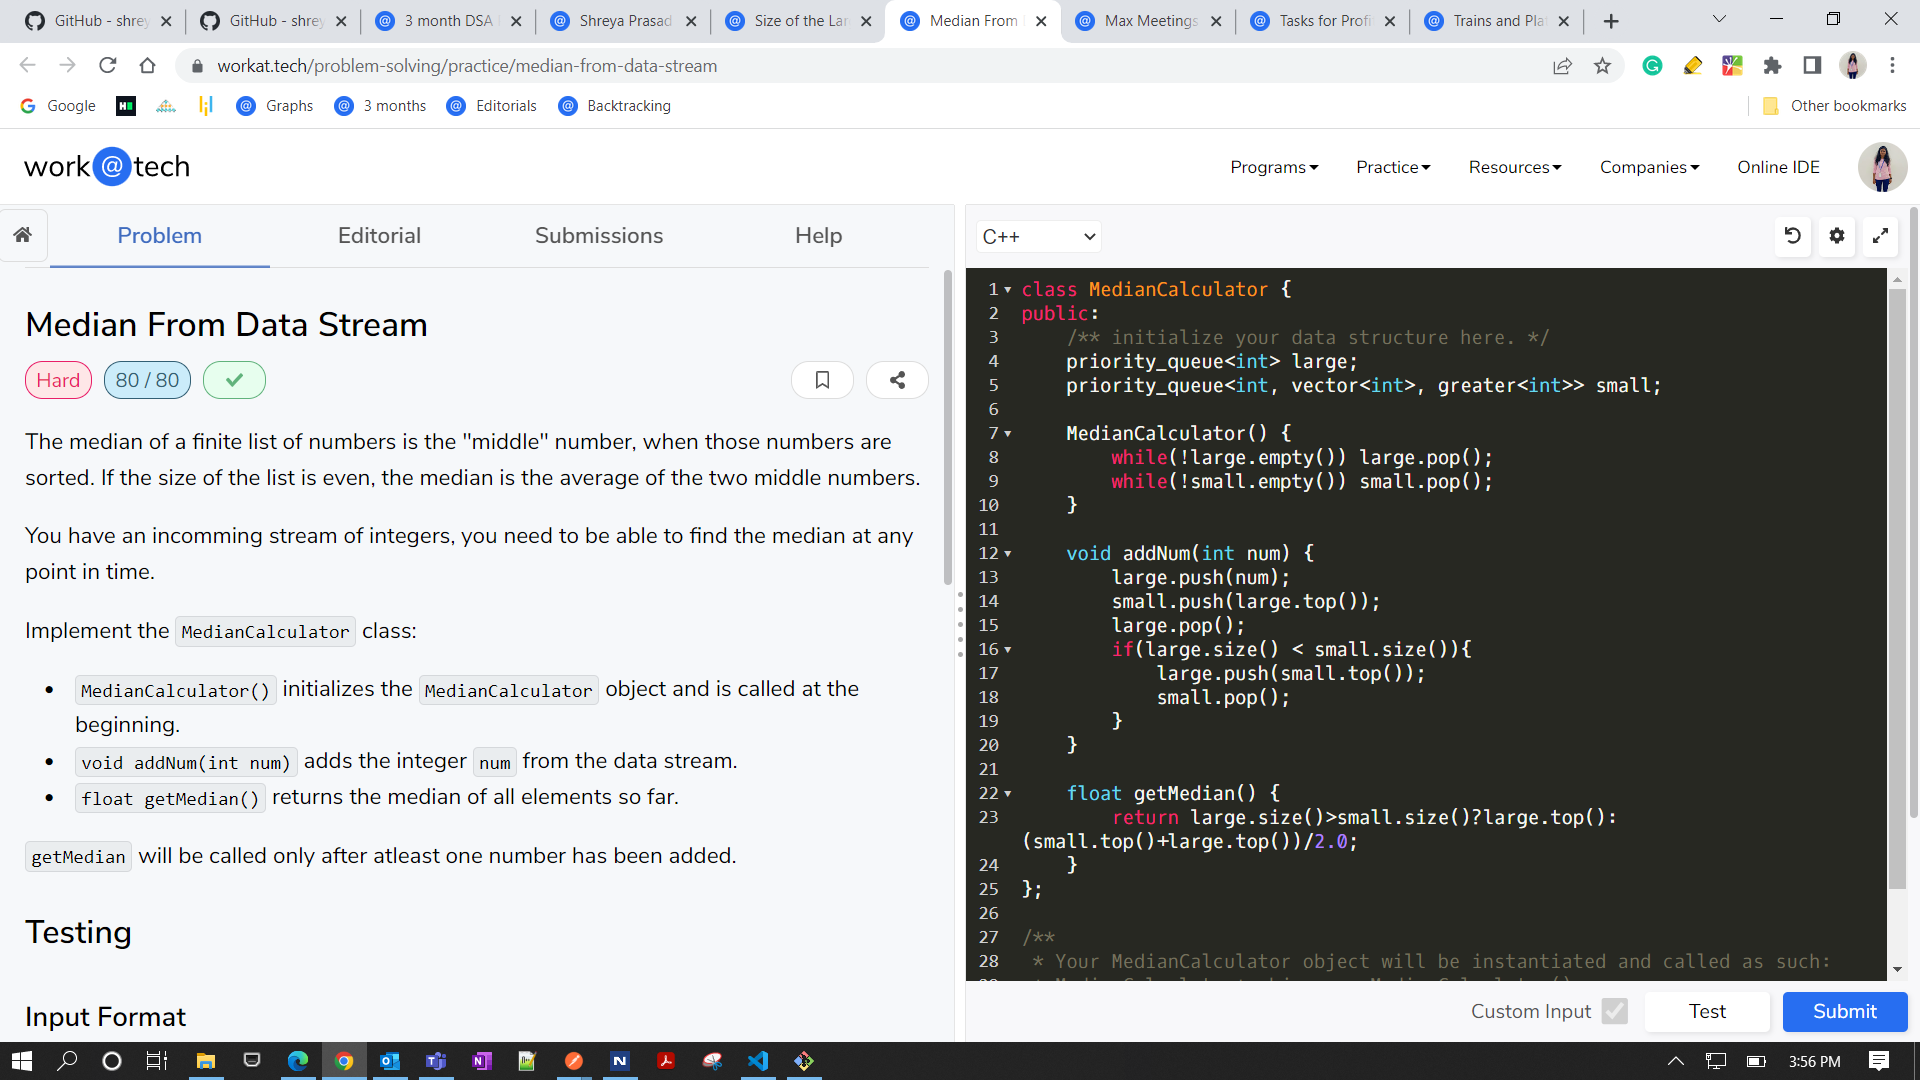 GitHub - shrey
GitHub - shrey
3 month DSA
Shreya Prasad
Size of the Lar
Median From
Max Meetings
Tasks for Profi
Trains and Plat
workat.tech/problem-solving/practice/median-from-data-stream
Google
Graphs
3 months
Editorials
Backtracking
Other bookmarks
work@tech
Programs
Practice
Resources
Companies
Online IDE
Problem
Editorial
Submissions
Help
Median From Data Stream
Hard
80 / 80
The median of a finite list of numbers is the "middle" number, when those numbers are
sorted. If the size of the list is even, the median is the average of the two middle numbers.
You have an incomming stream of integers, you need to be able to find the median at any
point in time.
Implement the MedianCalculator class:
• MedianCalculator() initializes the MedianCalculator object and is called at the
beginning.
• void addNum(int num) adds the integer num from the data stream.
• float getMedian() returns the median of all elements so far.
getMedian will be called only after atleast one number has been added.
Testing
Input Format
C++
1 class MedianCalculator {
2 public:
3     /** initialize your data structure here. */
4     priority_queue<int> large;
5     priority_queue<int, vector<int>, greater<int>> small;
6
7     MedianCalculator() {
8         while(!large.empty()) large.pop();
9         while(!small.empty()) small.pop();
10     }
11
12     void addNum(int num) {
13         large.push(num);
14         small.push(large.top());
15         large.pop();
16         if(large.size() < small.size()){
17             large.push(small.top());
18             small.pop();
19         }
20     }
21
22     float getMedian() {
23         return large.size()>small.size()?large.top():
(small.top()+large.top())/2.0;
24     }
25 };
26
27 /**
28  * Your MedianCalculator object will be instantiated and called as such:
Custom Input
Test
Submit
3:56 PM